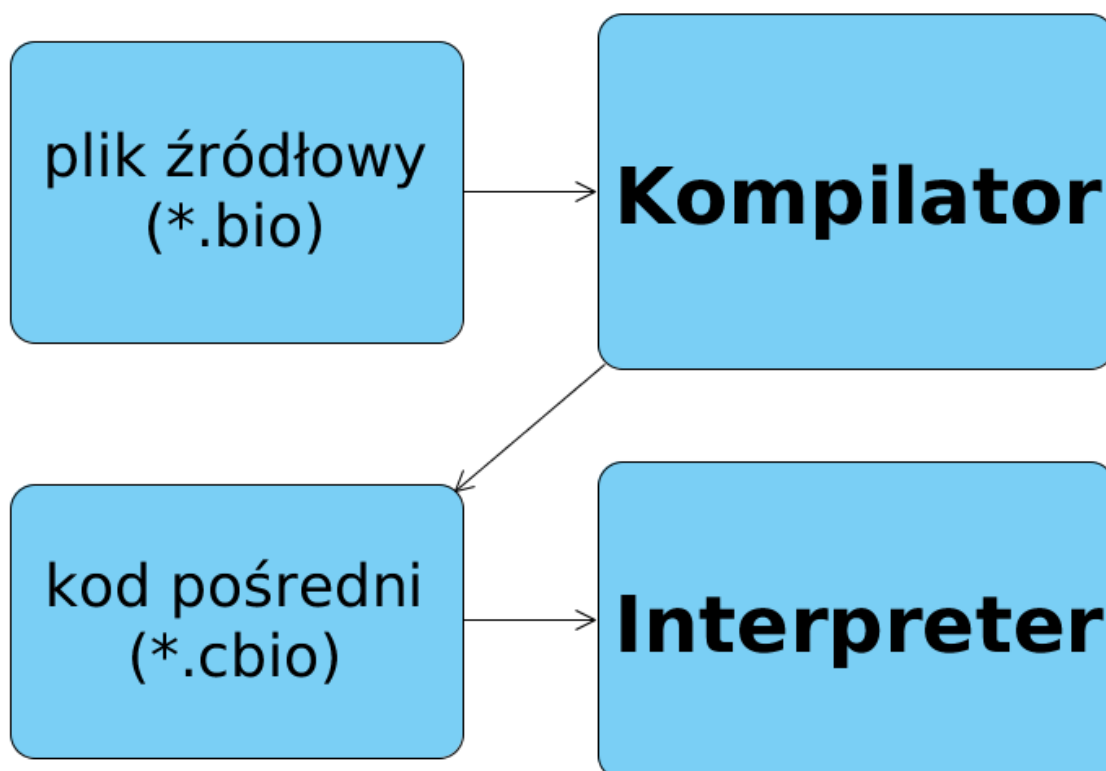 plik źródłowy
(*.bio)
Kompilator
kod pośredni
(*.cbio)
Interpreter